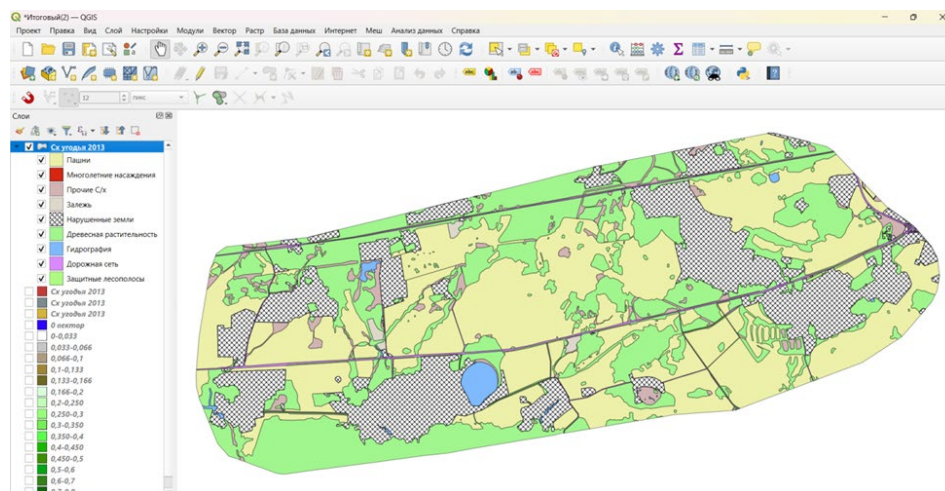 *Итоговый(2) — QGIS
Проект Правка Вид Слой Настройки Модули Вектор Растр База данных Интернет Меш Анализ данных Справка
12 пикс.
Слои
Сх угодья 2013
Пашни
Многолетние насаждения
Прочие С/х
Залежь
Нарушенные земли
Древесная растительность
Гидрография
Дорожная сеть
Защитные лесополосы
Сх угодья 2013
Сх угодья 2013
Сх угодья 2013
0 вектор
0-0,033
0,033-0,066
0,066-0,1
0,1-0,133
0,133-0,166
0,166-0,2
0,2-0,250
0,250-0,3
0,3-0,350
0,350-0,4
0,4-0,450
0,450-0,5
0,5-0,6
0,6-0,7